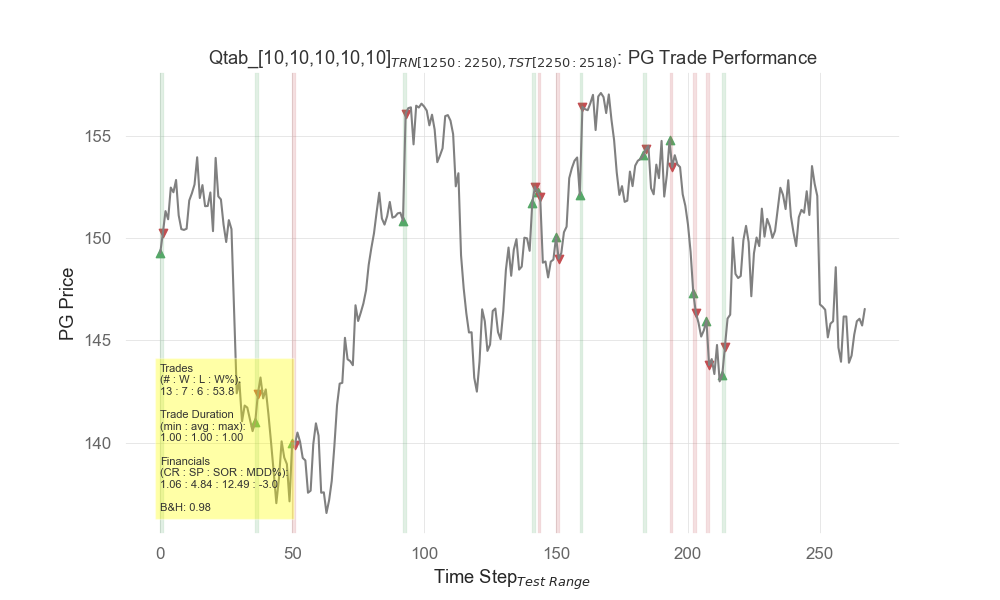 Qtab_[10,10,10,10,10]TRN[1250:2250),TST[2250:2518): PG Trade Performance
155
150
145
140
PG Price
Trades
(# : W : L : W%):
13 : 7 : 6 : 53.8
Trade Duration
(min : avg : max):
1.00 : 1.00 : 1.00
Financials
(CR : SP : SOR : MDD%):
1.06 : 4.84 : 12.49 : -3.0
B&H: 0.98
0 50 100 150 200 250
Time StepTest Range